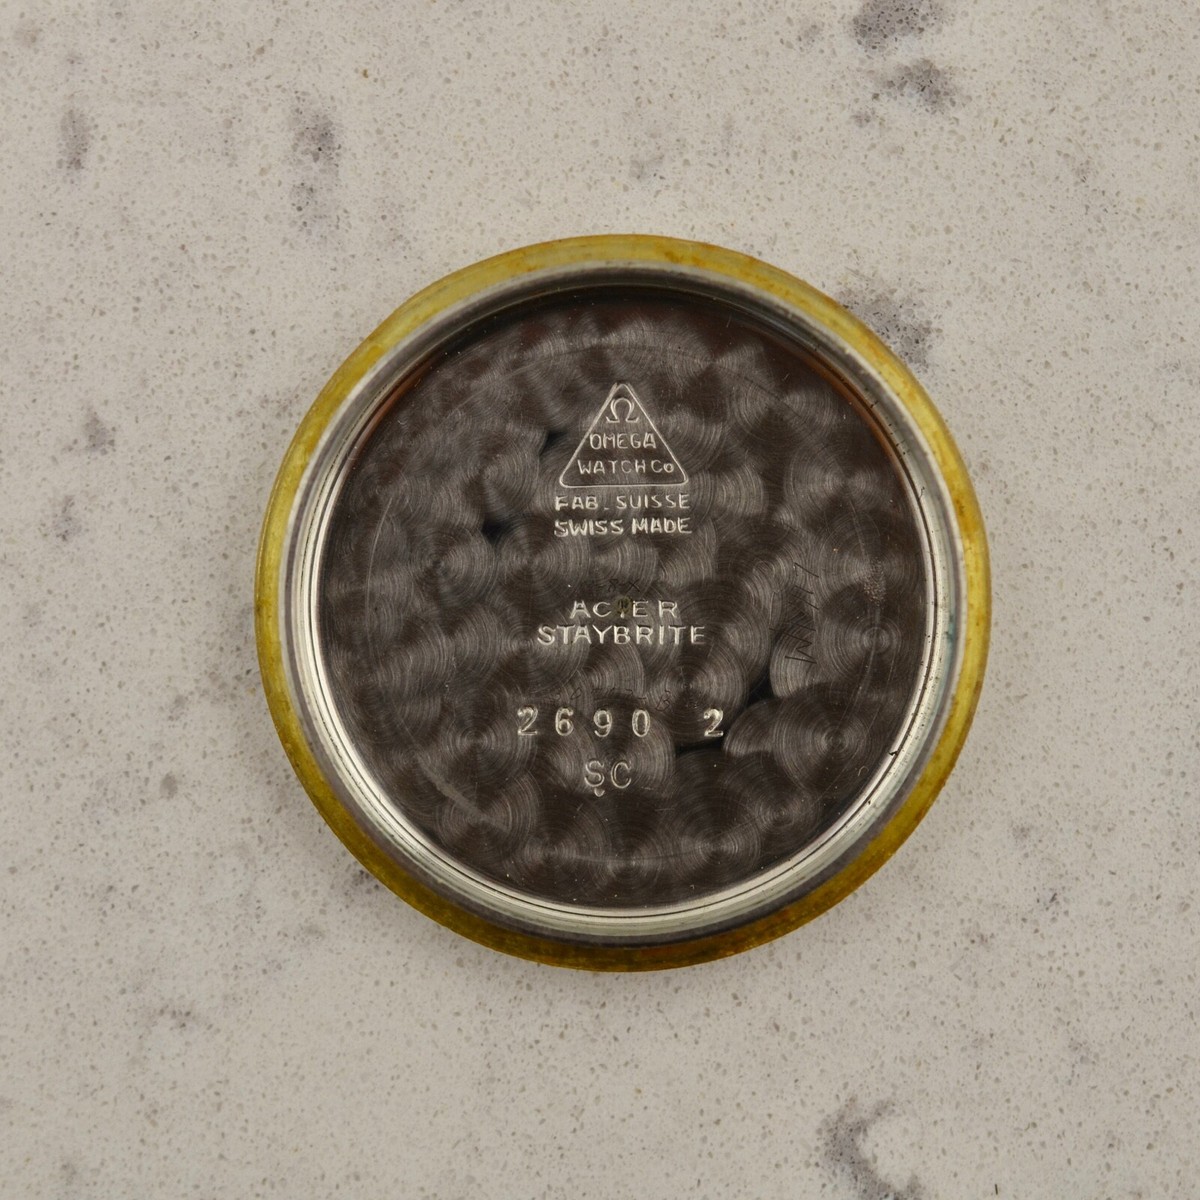 Ω
OMEGA
WATCH Co
FAB. SUISSE
SWISS MADE
ACIER
STAYBRITE
2690 2
SC